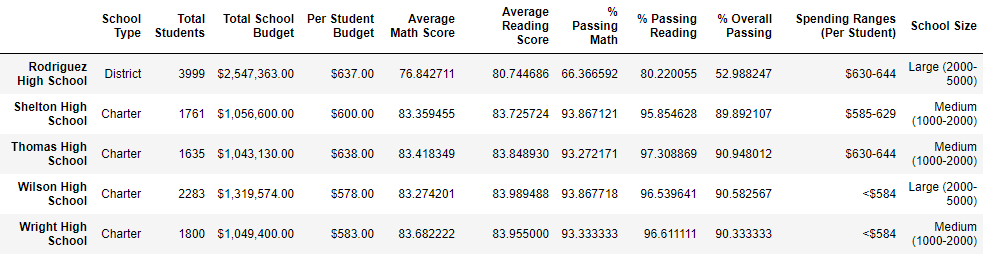 School Type Total Students Total School Budget Per Student Budget Average Math Score Average Reading Score % Passing Math % Passing Reading % Overall Passing Spending Ranges (Per Student) School Size
Rodriguez High School District 3999 $2,547,363.00 $637.00 76.842711 80.744686 66.366592 80.220055 52.988247 $630-644 Large (2000-5000)
Shelton High School Charter 1761 $1,056,600.00 $600.00 83.359455 83.725724 93.867121 95.854628 89.892107 $585-629 Medium (1000-2000)
Thomas High School Charter 1635 $1,043,130.00 $638.00 83.418349 83.848930 93.272171 97.308869 90.948012 $630-644 Medium (1000-2000)
Wilson High School Charter 2283 $1,319,574.00 $578.00 83.274201 83.989488 93.867718 96.539641 90.582567 <$584 Large (2000-5000)
Wright High School Charter 1800 $1,049,400.00 $583.00 83.682222 83.955000 93.333333 96.611111 90.333333 <$584 Medium (1000-2000)